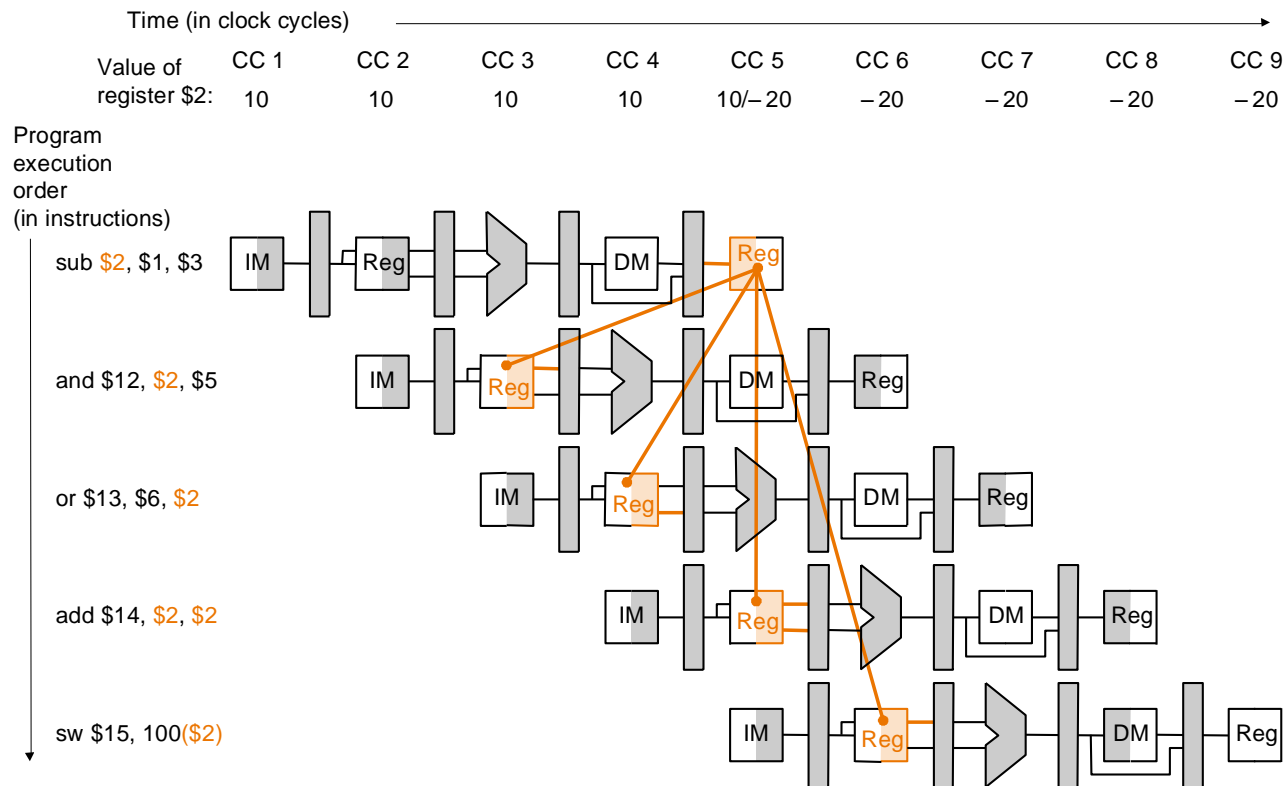 Time (in clock cycles)
CC 1 CC 2 CC 3 CC 4 CC 5 CC 6 CC 7 CC 8 CC 9
Value of
register $2: 10 10 10 10 10/– 20 – 20 – 20 – 20 – 20
Program
execution
order
(in instructions)
sub $2, $1, $3 IM Reg DM Reg
and $12, $2, $5 IM Reg DM Reg
or $13, $6, $2 IM Reg DM Reg
add $14, $2, $2 IM Reg DM Reg
sw $15, 100($2) IM Reg DM Reg